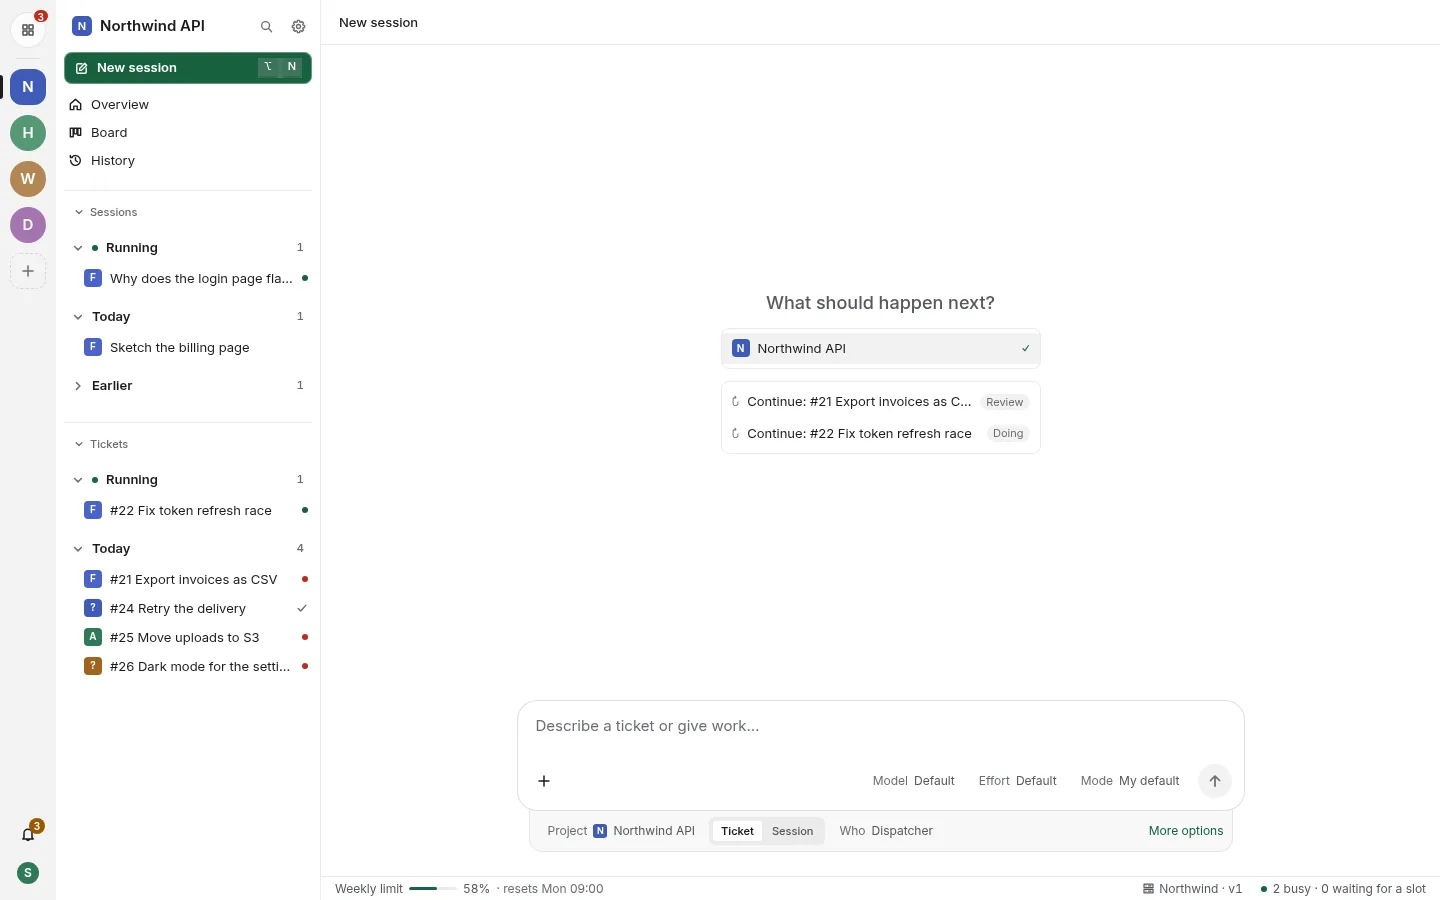 3
N
H
W
D
3
S
N Northwind API
New session ⌥ N
Overview
Board
History
Sessions
Running 1
F Why does the login page fla...
Today 1
F Sketch the billing page
Earlier 1
Tickets
Running 1
F #22 Fix token refresh race
Today 4
F #21 Export invoices as CSV
? #24 Retry the delivery
A #25 Move uploads to S3
? #26 Dark mode for the setti...
New session
What should happen next?
N Northwind API
Continue: #21 Export invoices as C... Review
Continue: #22 Fix token refresh race Doing
Describe a ticket or give work...
Model Default Effort Default Mode My default
Project N Northwind API Ticket Session Who Dispatcher More options
Weekly limit 58% · resets Mon 09:00 Northwind · v1 2 busy · 0 waiting for a slot